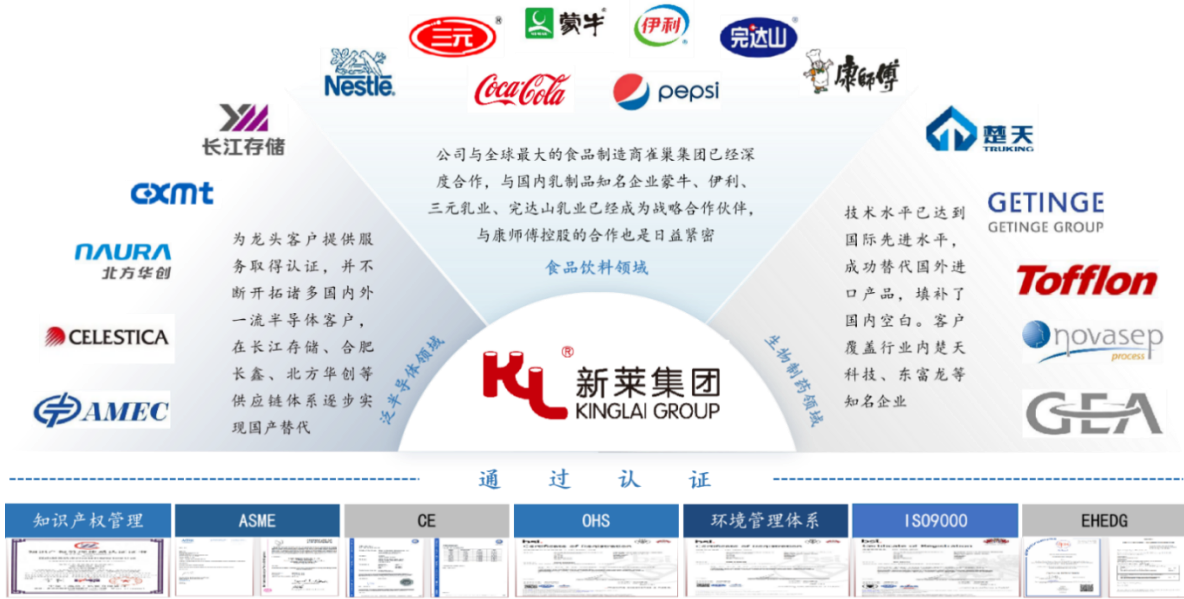 三元
蒙牛
伊利
完达山
Nestlé
Coca-Cola
pepsi
康師傅
长江存储
cxmt
NAURA
北方华创
CELESTICA
AMEC
为龙头客户提供服
务取得认证，并不
断开拓诸多国内外
一流半导体客户，
在长江存储、合肥
长鑫、北方华创等
供应链体系逐步实
现国产替代
泛半导体领域
公司与全球最大的食品制造商雀巢集团已经深
度合作，与国内乳制品知名企业蒙牛、伊利、
三元乳业、完达山乳业已经成为战略合作伙伴，
与康师傅控股的合作也是日益紧密
食品饮料领域
KL
®
新莱集团
KINGLAI GROUP
生物制药领域
技术水平已达到
国际先进水平，
成功替代国外进
口产品，填补了
国内空白。客户
覆盖行业内楚天
科技、东富龙等
知名企业
楚天
TRUKING
GETINGE
GETINGE GROUP
Tofflon
novasep
process
GEA
通过认证
知识产权管理
ASME
CE
OHS
环境管理体系
ISO9000
EHEDG